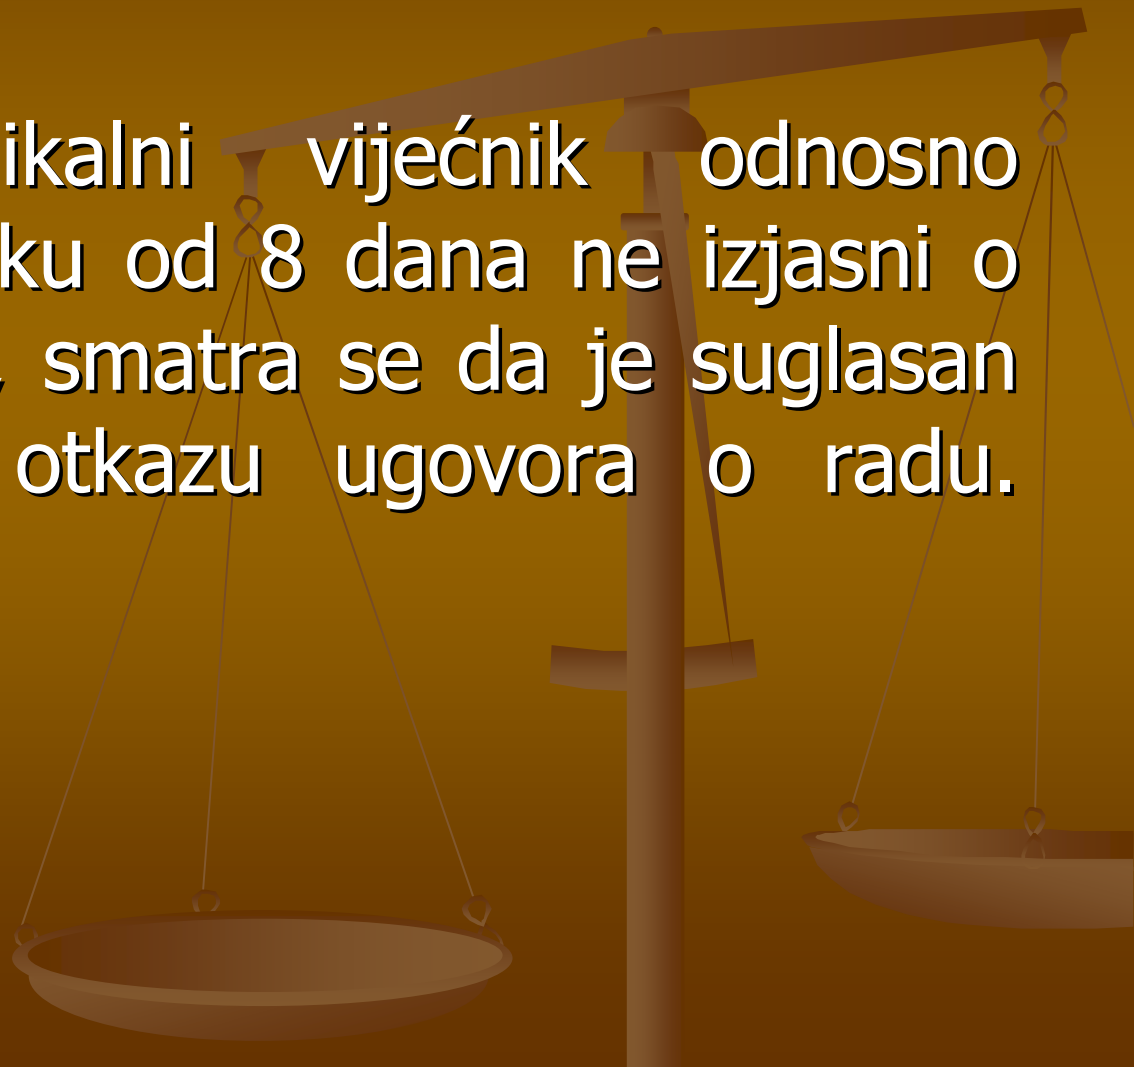 ikalni vijećnik odnosno
ku od 8 dana ne izjasni o
, smatra se da je suglasan
otkazu ugovora o radu.